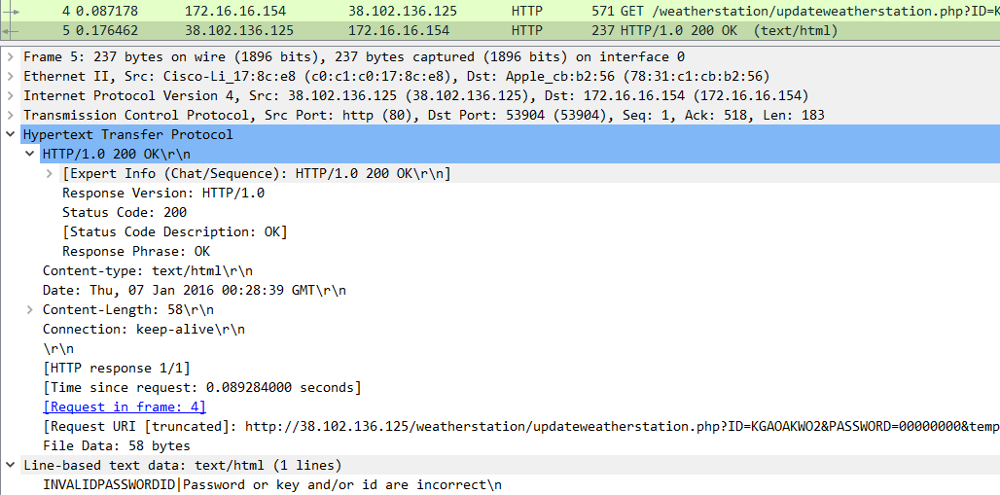 4 0.087178 172.16.16.154 38.102.136.125 HTTP 571 GET /weatherstation/updateweatherstation.php?ID=K
5 0.176462 38.102.136.125 172.16.16.154 HTTP 237 HTTP/1.0 200 OK  (text/html)
Frame 5: 237 bytes on wire (1896 bits), 237 bytes captured (1896 bits) on interface 0
Ethernet II, Src: Cisco-Li_17:8c:e8 (c0:c1:c0:17:8c:e8), Dst: Apple_cb:b2:56 (78:31:c1:cb:b2:56)
Internet Protocol Version 4, Src: 38.102.136.125 (38.102.136.125), Dst: 172.16.16.154 (172.16.16.154)
Transmission Control Protocol, Src Port: http (80), Dst Port: 53904 (53904), Seq: 1, Ack: 518, Len: 183
Hypertext Transfer Protocol
HTTP/1.0 200 OK\r\n
[Expert Info (Chat/Sequence): HTTP/1.0 200 OK\r\n]
Response Version: HTTP/1.0
Status Code: 200
[Status Code Description: OK]
Response Phrase: OK
Content-type: text/html\r\n
Date: Thu, 07 Jan 2016 00:28:39 GMT\r\n
Content-Length: 58\r\n
Connection: keep-alive\r\n
\r\n
[HTTP response 1/1]
[Time since request: 0.089284000 seconds]
[Request in frame: 4]
[Request URI [truncated]: http://38.102.136.125/weatherstation/updateweatherstation.php?ID=KGAOAKWO2&PASSWORD=00000000&temp
File Data: 58 bytes
Line-based text data: text/html (1 lines)
INVALIDPASSWORDID|Password or key and/or id are incorrect\n